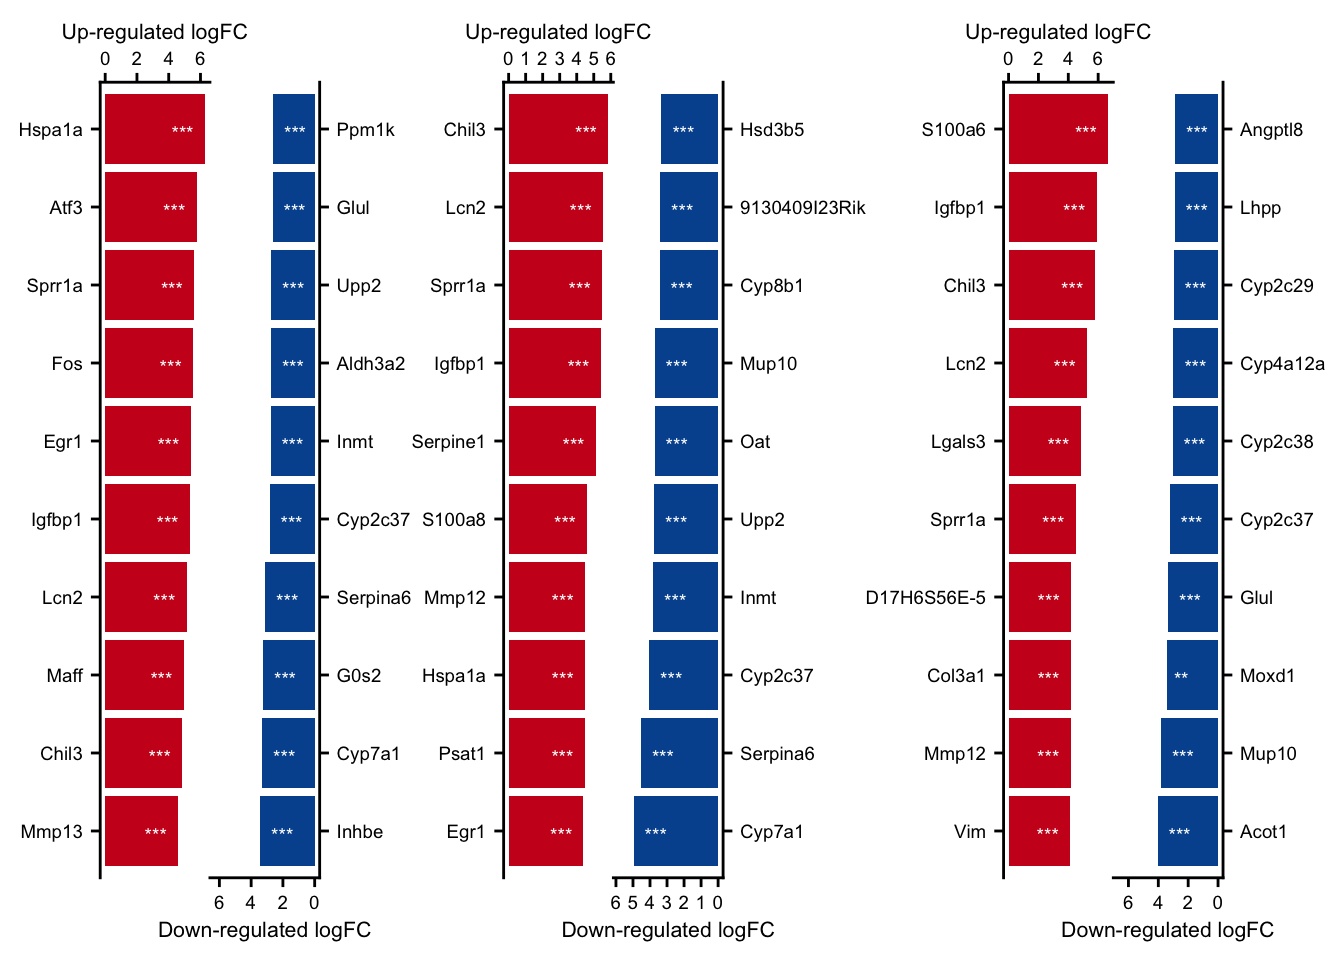 Up-regulated logFC Up-regulated logFC Up-regulated logFC
0 2 4 6 0 1 2 3 4 5 6 0 2 4 6
Hspa1a *** *** Ppm1k Chil3 *** *** Hsd3b5 S100a6 *** *** Angptl8
Atf3 *** *** Glul Lcn2 *** *** 9130409I23Rik Igfbp1 *** *** Lhpp
Sprr1a *** *** Upp2 Sprr1a *** *** Cyp8b1 Chil3 *** *** Cyp2c29
Fos *** *** Aldh3a2 Igfbp1 *** *** Mup10 Lcn2 *** *** Cyp4a12a
Egr1 *** *** Inmt Serpine1 *** *** Oat Lgals3 *** *** Cyp2c38
Igfbp1 *** *** Cyp2c37 S100a8 *** *** Upp2 Sprr1a *** *** Cyp2c37
Lcn2 *** *** Serpina6 Mmp12 *** *** Inmt D17H6S56E-5 *** *** Glul
Maff *** *** G0s2 Hspa1a *** *** Cyp2c37 Col3a1 *** ** Moxd1
Chil3 *** *** Cyp7a1 Psat1 *** *** Serpina6 Mmp12 *** *** Mup10
Mmp13 *** *** Inhbe Egr1 *** *** Cyp7a1 Vim *** *** Acot1
6 4 2 0 6 5 4 3 2 1 0 6 4 2 0
Down-regulated logFC Down-regulated logFC Down-regulated logFC